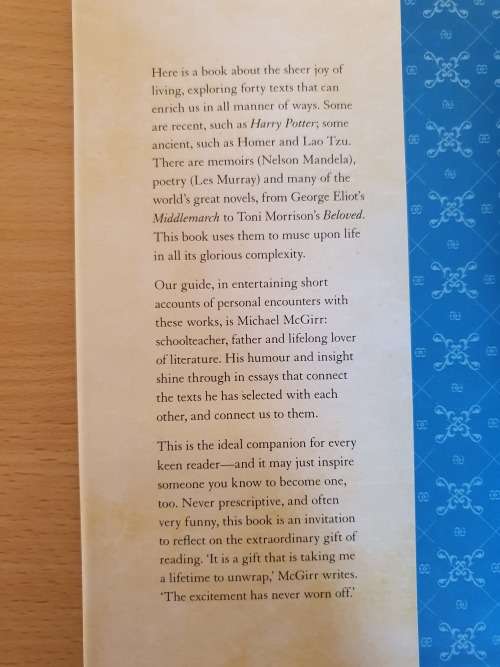 Here is a book about the sheer joy of
living, exploring forty texts that can
enrich us in all manner of ways. Some
are recent, such as Harry Potter; some
ancient, such as Homer and Lao Tzu.
There are memoirs (Nelson Mandela),
poetry (Les Murray) and many of the
world's great novels, from George Eliot's
Middlemarch to Toni Morrison's Beloved.
This book uses them to muse upon life
in all its glorious complexity.
Our guide, in entertaining short
accounts of personal encounters with
these works, is Michael McGirr:
schoolteacher, father and lifelong lover
of literature. His humour and insight
shine through in essays that connect
the texts he has selected with each
other, and connect us to them.
This is the ideal companion for every
keen reader—and it may just inspire
someone you know to become one,
too. Never prescriptive, and often
very funny, this book is an invitation
to reflect on the extraordinary gift of
reading. 'It is a gift that is taking me
a lifetime to unwrap,' McGirr writes.
'The excitement has never worn off.'